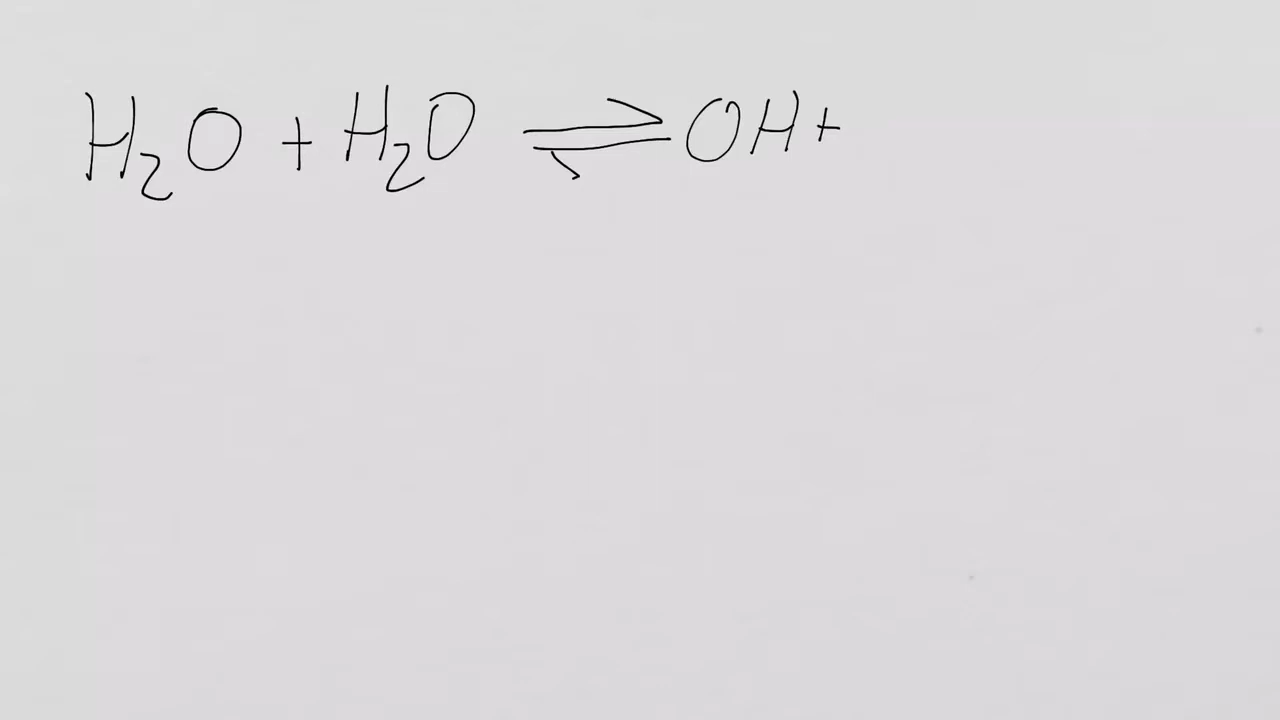 H₂O + H₂O ⇌ OH +